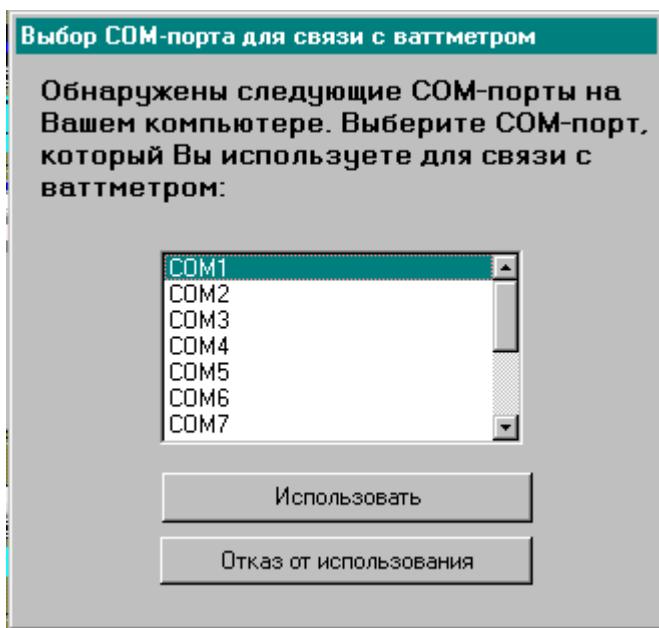 Выбор COM-порта для связи с ваттметром
Обнаружены следующие COM-порты на
Вашем компьютере. Выберите COM-порт,
который Вы используете для связи с
ваттметром:
COM1
COM2
COM3
COM4
COM5
COM6
COM7
Использовать
Отказ от использования